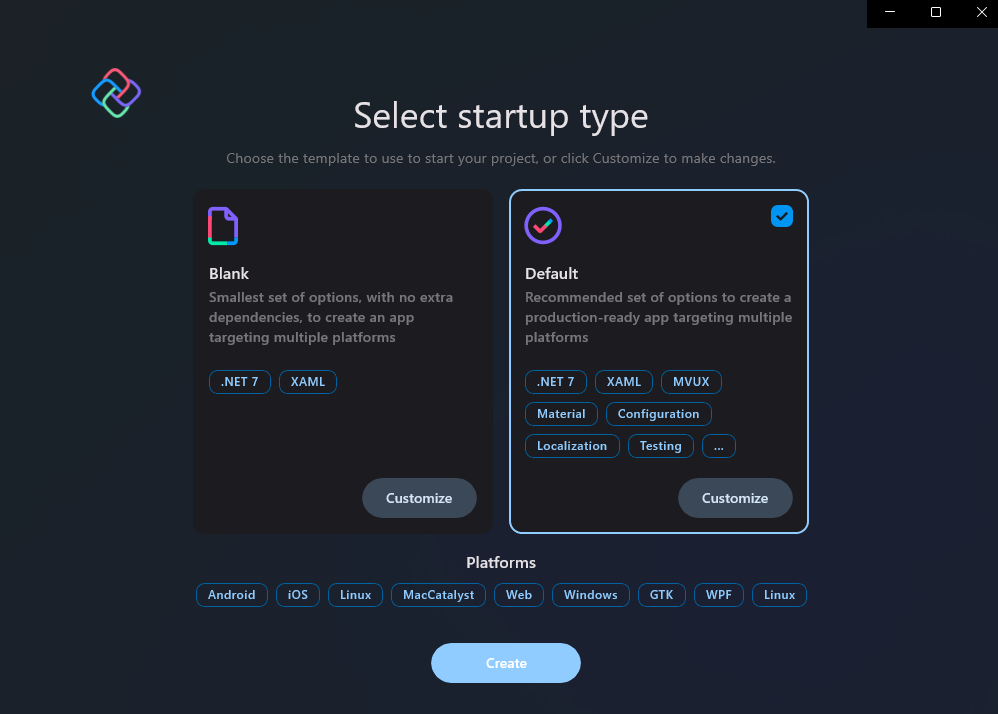 Select startup type
Choose the template to use to start your project, or click Customize to make changes.
Blank
Smallest set of options, with no extra
dependencies, to create an app
targeting multiple platforms
.NET 7 XAML
Customize
Default
Recommended set of options to create a
production-ready app targeting multiple
platforms
.NET 7 XAML MVUX
Material Configuration
Localization Testing ...
Customize
Platforms
Android iOS Linux MacCatalyst Web Windows GTK WPF Linux
Create